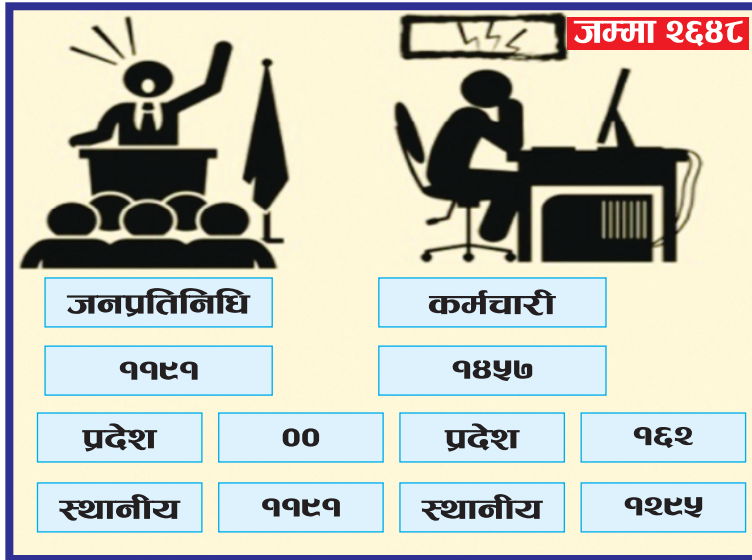 जम्मा २६४८
जनप्रतिनिधि कर्मचारी
११९१ १४५७
प्रदेश ०० प्रदेश १६२
स्थानीय ११९१ स्थानीय १२९५